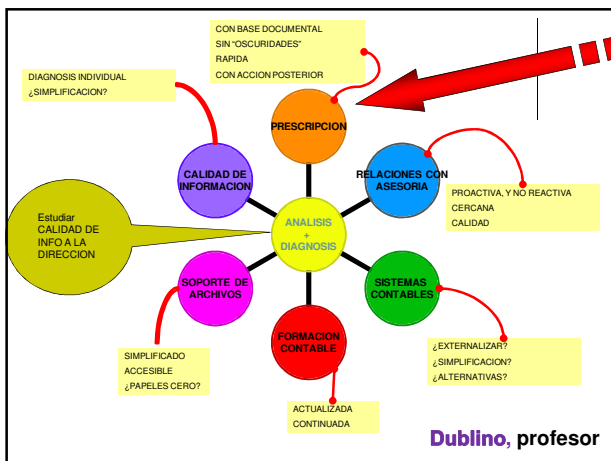 CON BASE DOCUMENTAL
SIN "OSCURIDADES"
RAPIDA
CON ACCION POSTERIOR
DIAGNOSIS INDIVIDUAL
¿SIMPLIFICACION?
PRESCRIPCION
CALIDAD DE
INFORMACION
RELACIONES CON
ASESORIA
PROACTIVA, Y NO REACTIVA
CERCANA
CALIDAD
Estudiar
CALIDAD DE
INFO A LA
DIRECCION
ANALISIS
+
DIAGNOSIS
SOPORTE DE
ARCHIVOS
SISTEMAS
CONTABLES
FORMACION
CONTABLE
SIMPLIFICADO
ACCESIBLE
¿PAPELES CERO?
¿EXTERNALIZAR?
¿SIMPLIFICACION?
¿ALTERNATIVAS?
ACTUALIZADA
CONTINUADA
Dublino, profesor